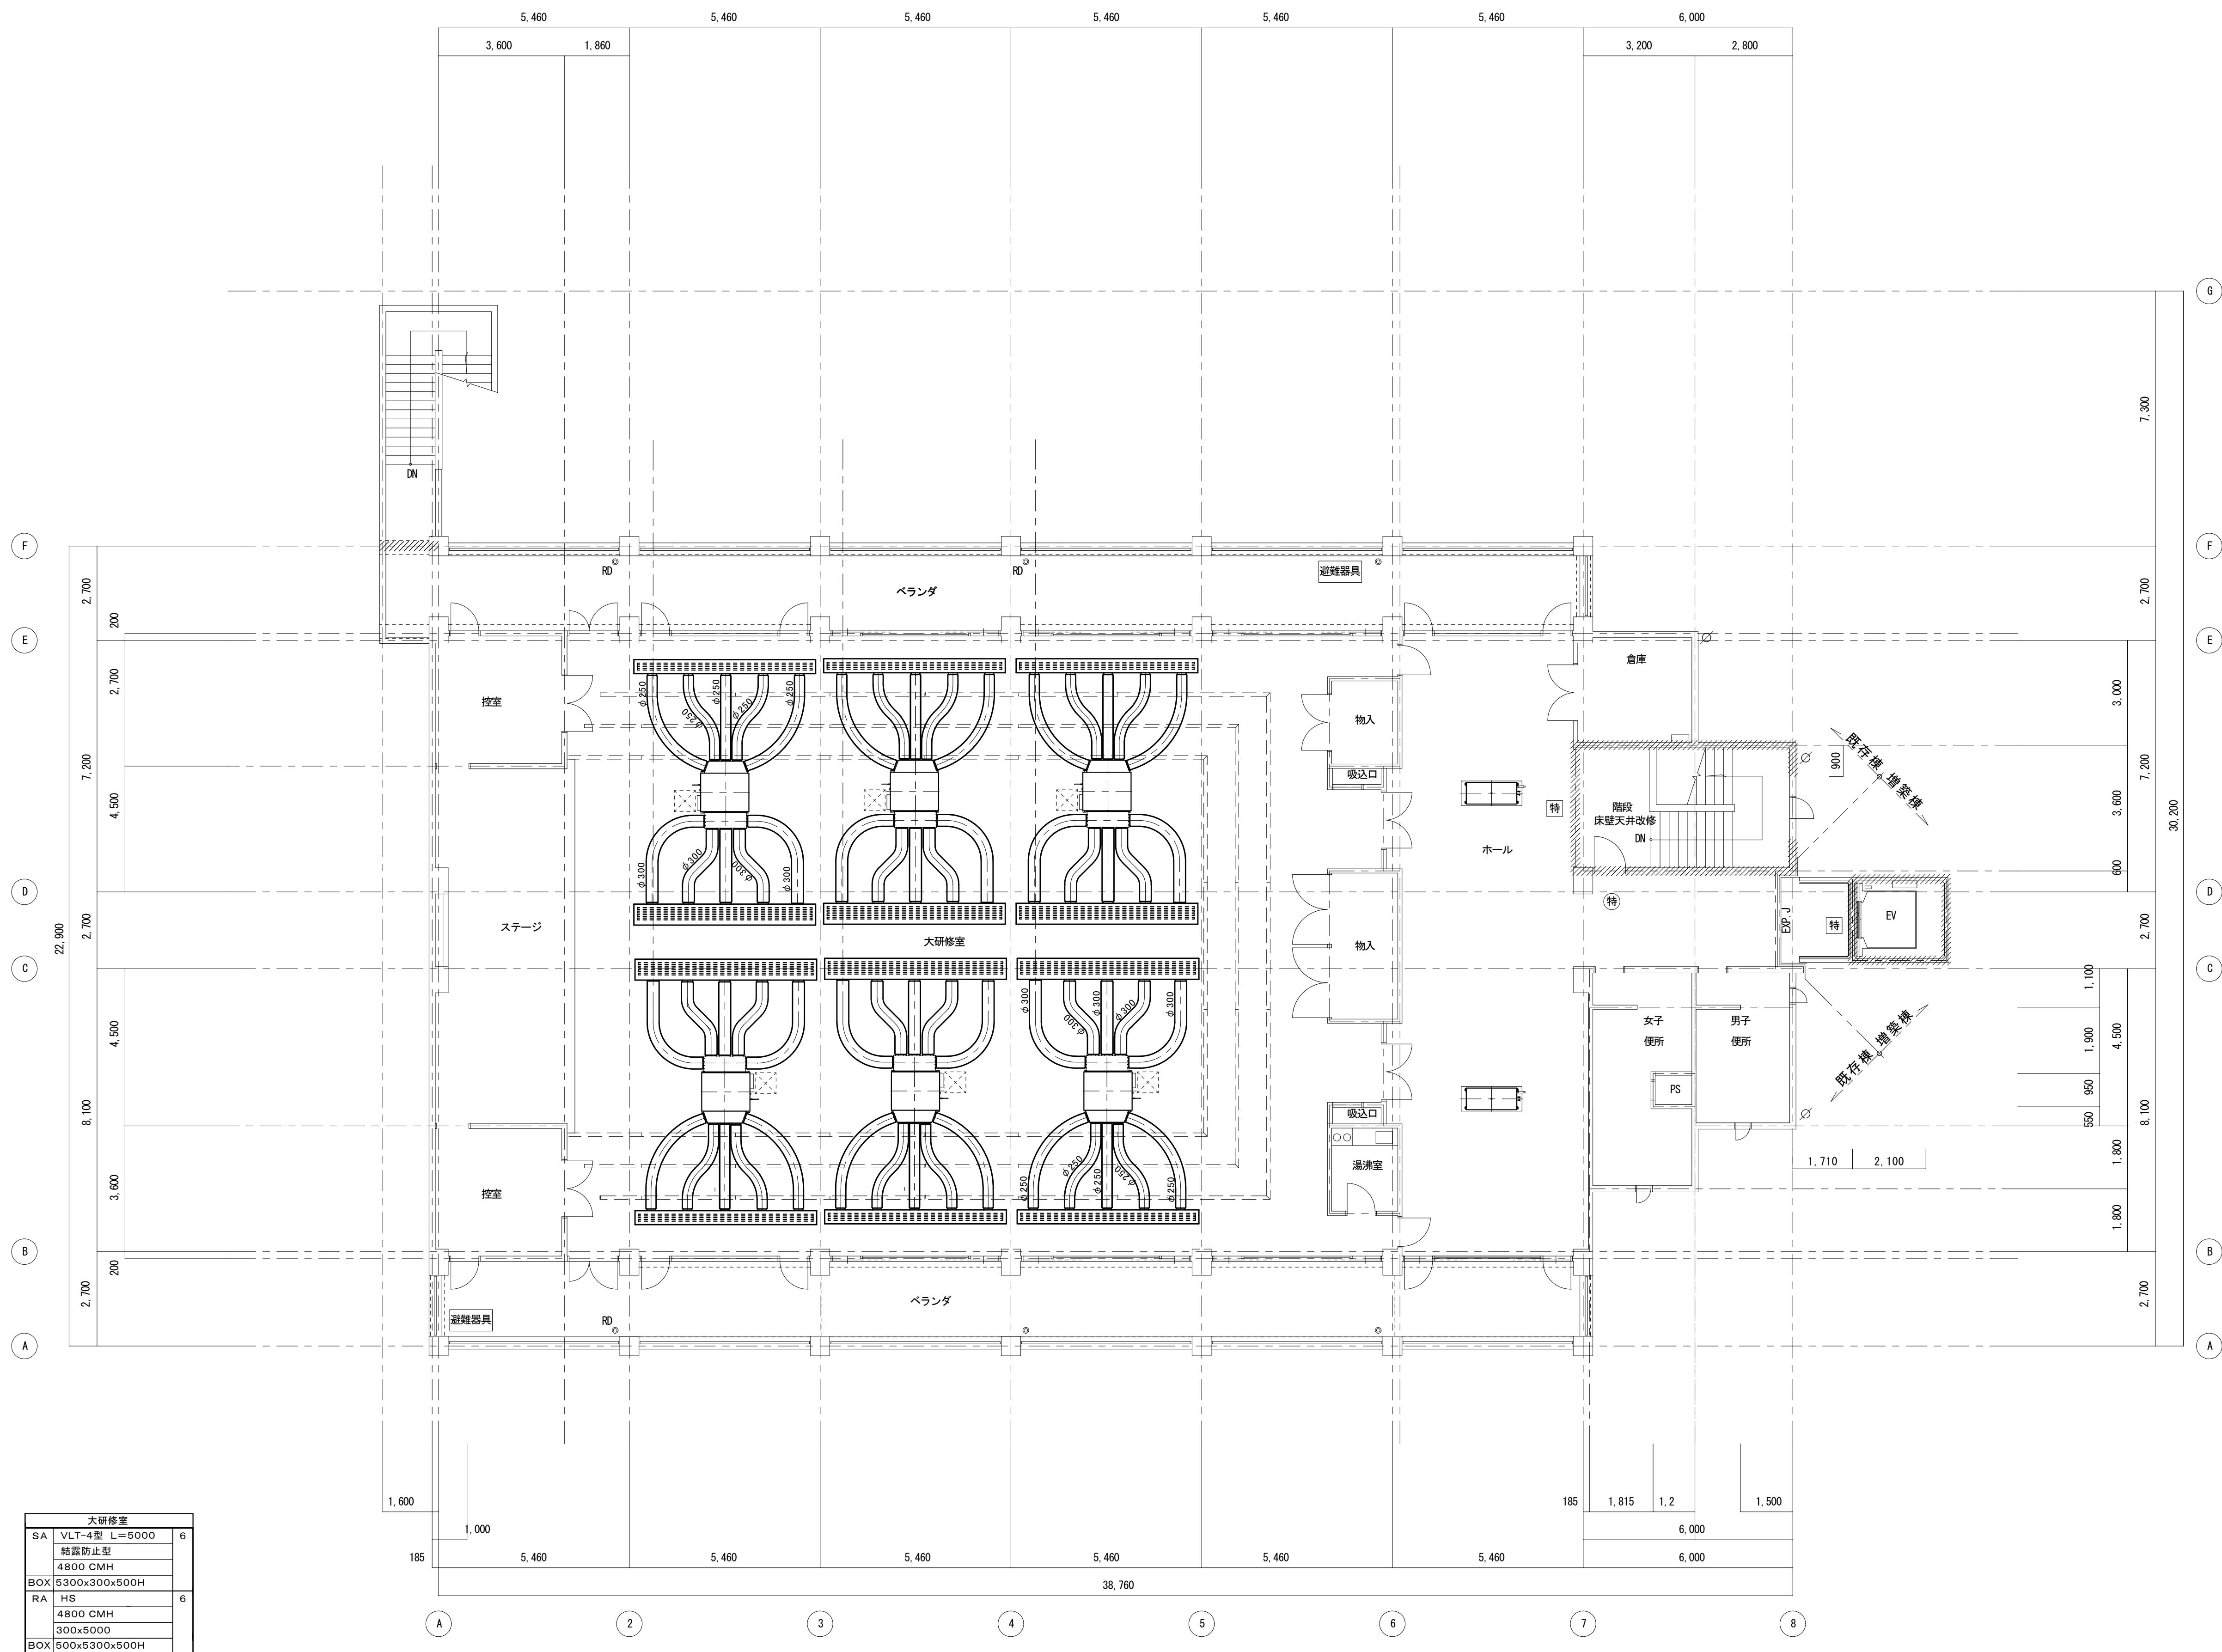 5,460
5,460
5,460
5,460
5,460
5,460
6,000
3,600
1,860
3,200
2,800
G
7,300
DN
F
F
RD
RD
避難器具
ベランダ
2,700
200
2,700
E
E
倉庫
控室
φ250
φ250
φ250
φ250
φ250
物入
2,700
3,000
吸込口
900
既存棟
増築棟
7,200
4,500
7,200
3,600
30,200
特
階段
床壁天井改修
DN
ホール
φ300
φ300
φ300
φ300
600
D
D
特
ステージ
大研修室
物入
EXP.J
特
EV
22,900
2,700
2,700
C
C
φ300
φ300
φ300
φ300
φ300
1,100
女子
便所
男子
便所
4,500
1,900
4,500
既存棟
増築棟
PS
950
吸込口
8,100
550
8,100
湯沸室
1,710
2,100
1,800
控室
3,600
φ250
φ250
φ250
φ250
φ250
1,800
B
B
200
2,700
2,700
ベランダ
避難器具
RD
A
A
1,600
185
1,815
1,2
1,500
1,000
6,000
185
5,460
5,460
5,460
5,460
5,460
5,460
6,000
38,760
A
2
3
4
5
6
7
8
大研修室
SA VLT-4型 L=5000 6
結露防止型
4800 CMH
BOX 5300x300x500H
RA HS 6
4800 CMH
300x5000
BOX 500x5300x500H